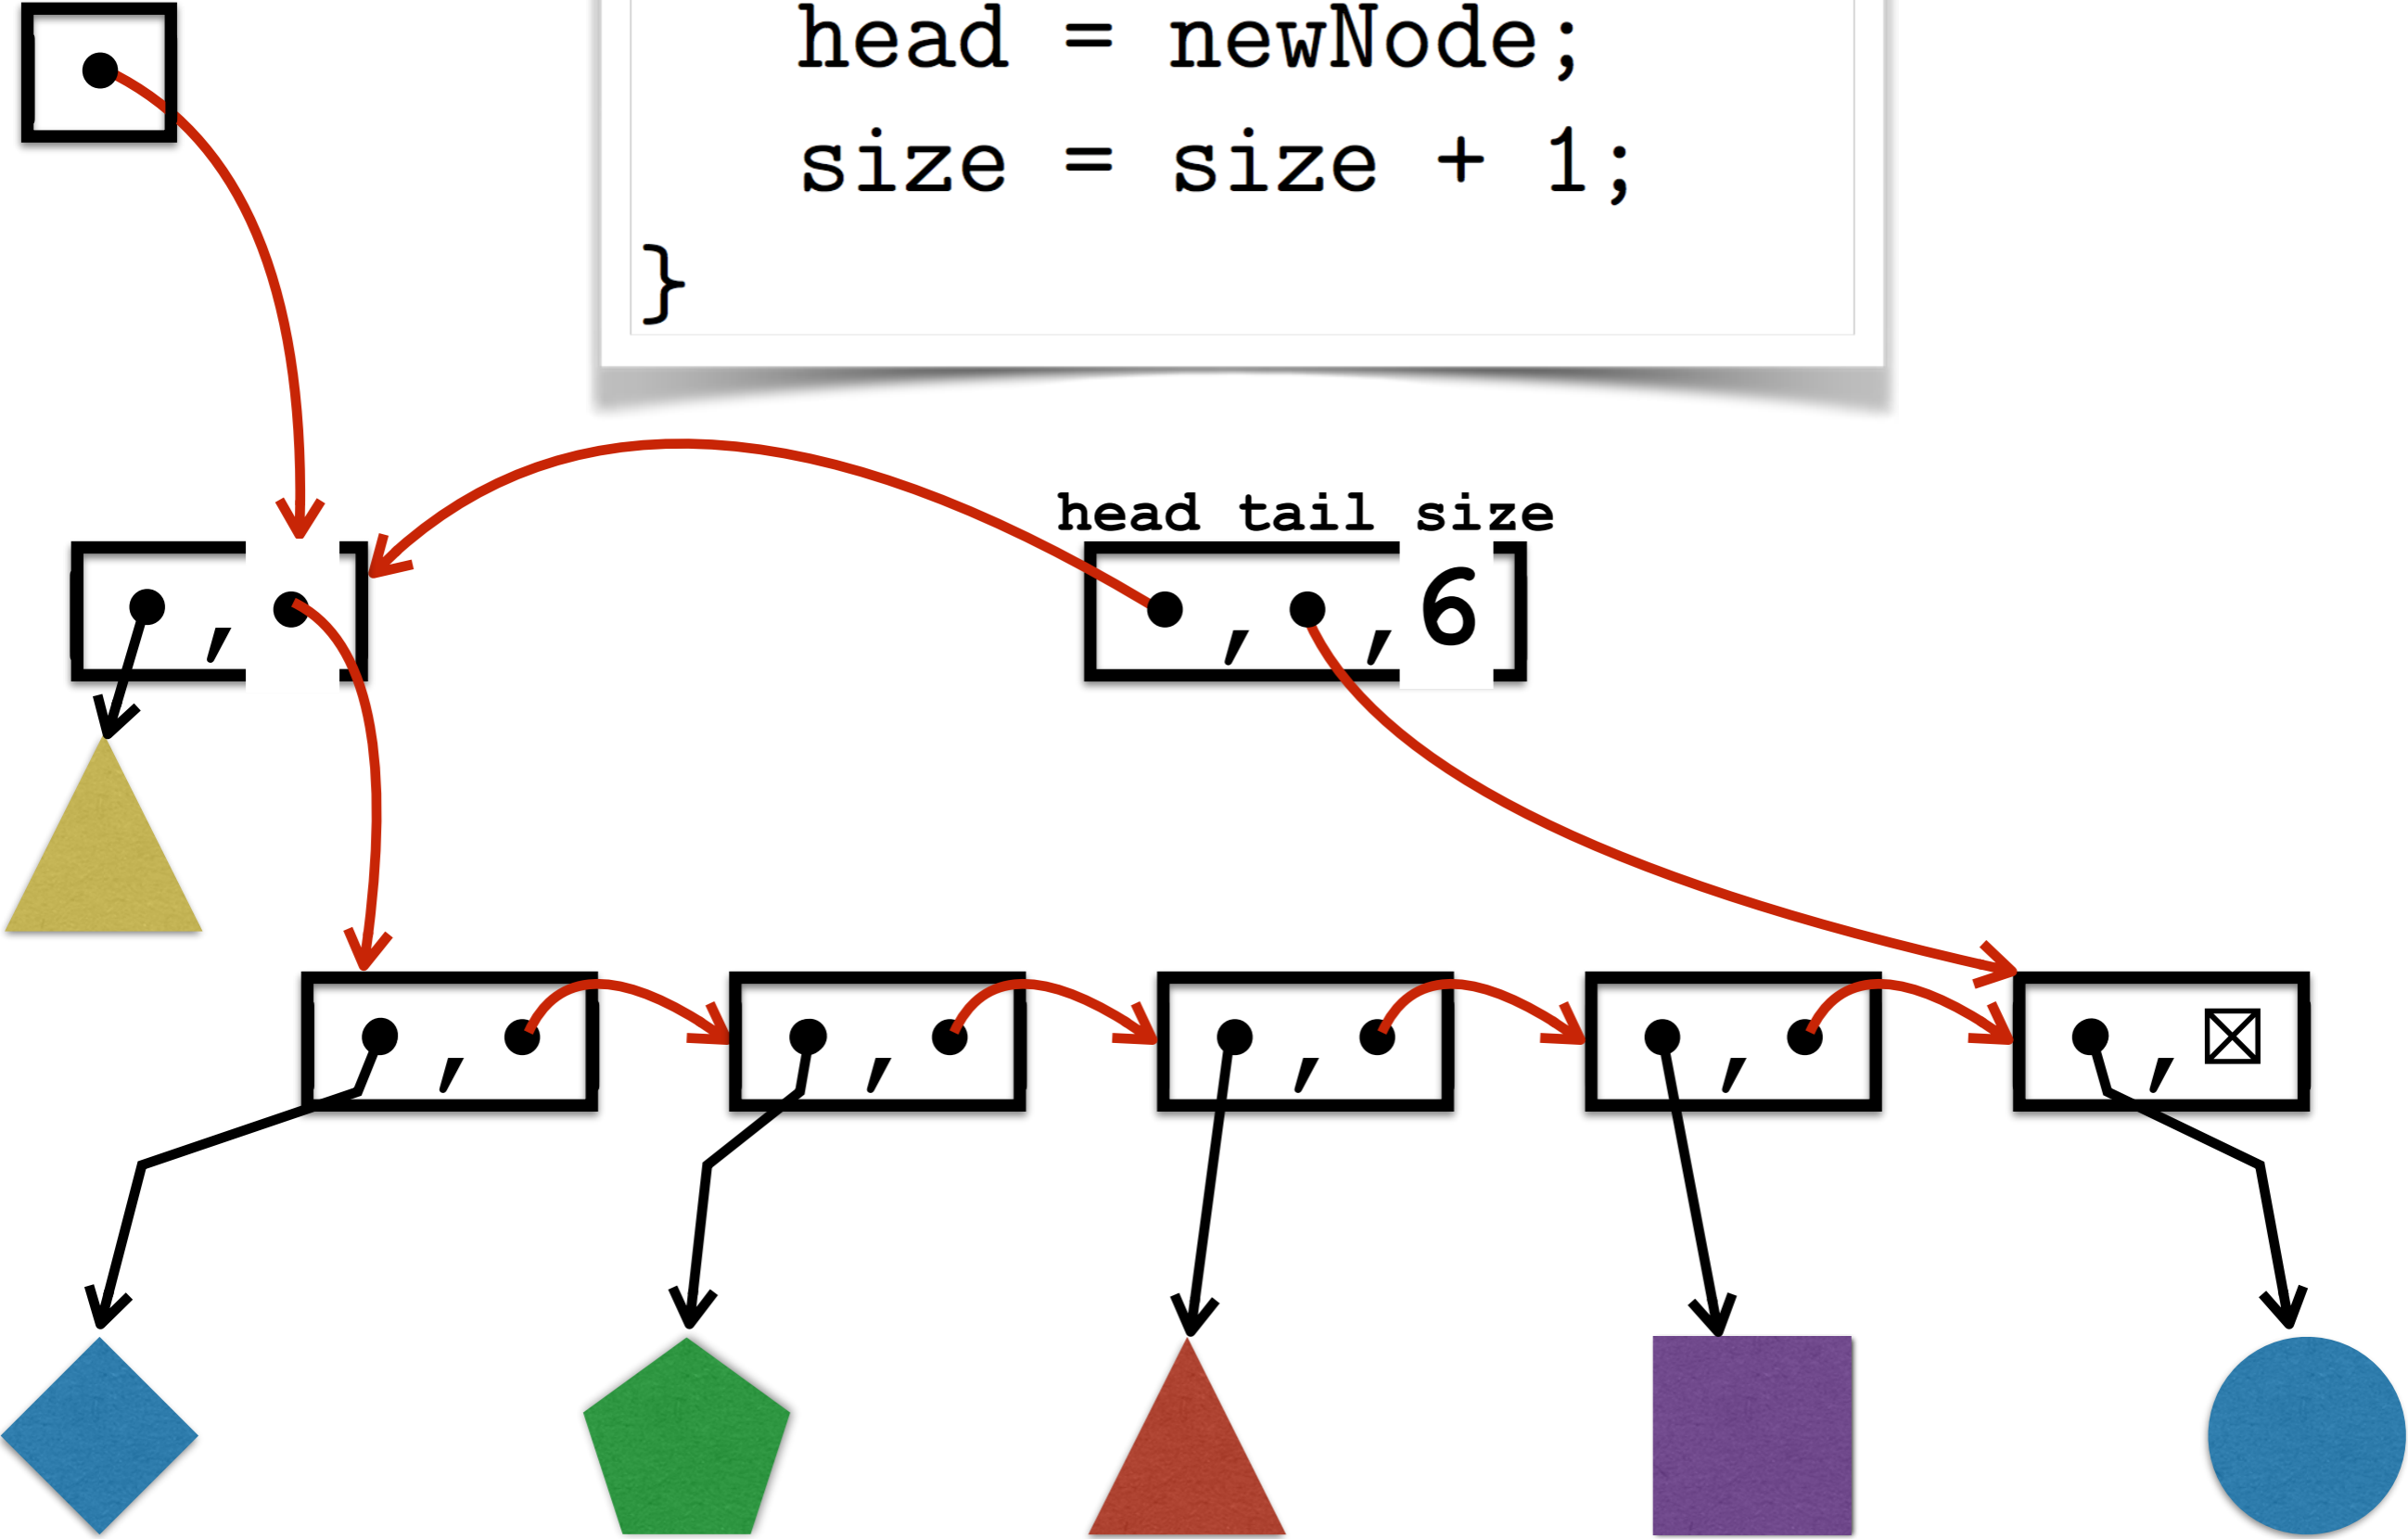 head = newNode;
size = size + 1;
}
head tail size
, , , 6
, , , , ,